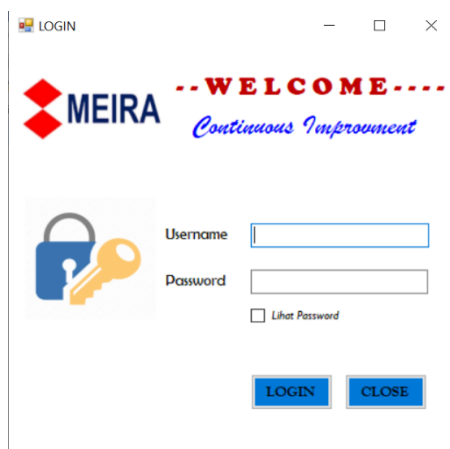 LOGIN
--WELCOME----
MEIRA
Continuous Improvment
Username
Password
Lihat Password
LOGIN CLOSE